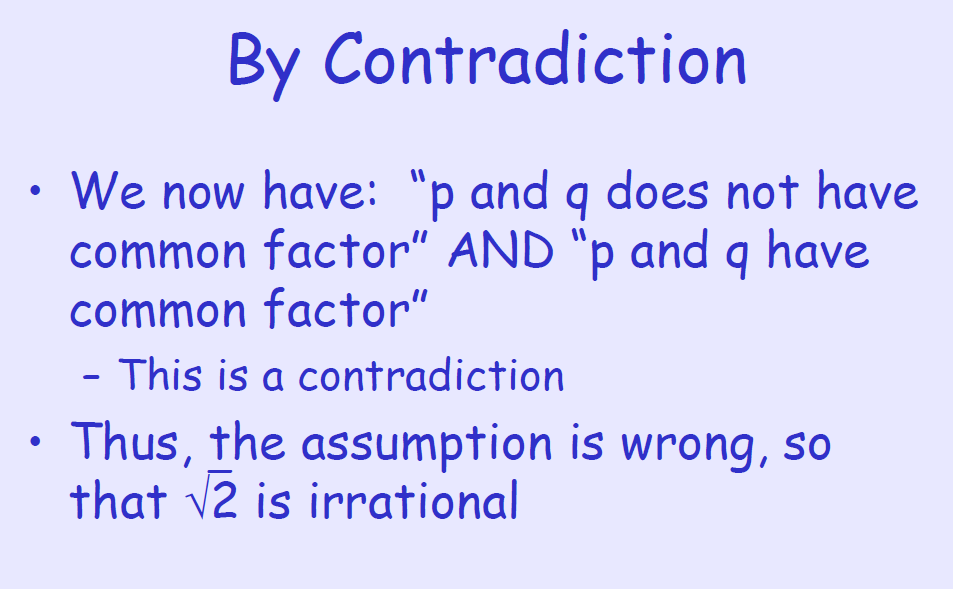 By Contradiction
• We now have: “p and q does not have
common factor” AND “p and q have
common factor”
– This is a contradiction
• Thus, the assumption is wrong, so
that √2 is irrational